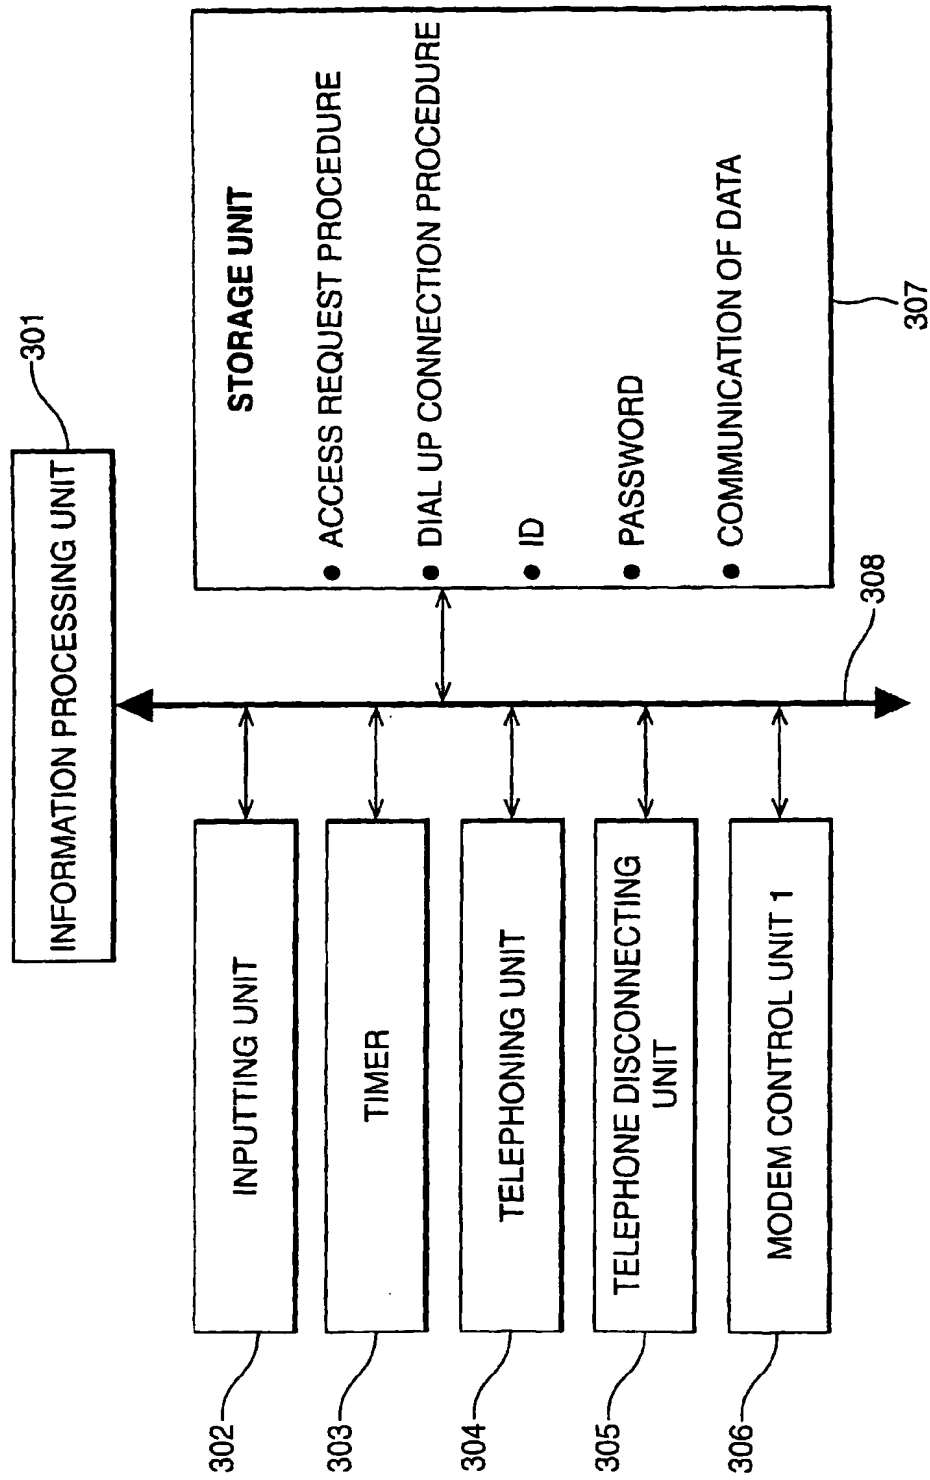 INFORMATION PROCESSING UNIT
301
302
INPUTTING UNIT
303
TIMER
304
TELEPHONING UNIT
305
TELEPHONE DISCONNECTING
UNIT
306
MODEM CONTROL UNIT 1
STORAGE UNIT
● ACCESS REQUEST PROCEDURE
● DIAL UP CONNECTION PROCEDURE
● ID
● PASSWORD
● COMMUNICATION OF DATA
307
308